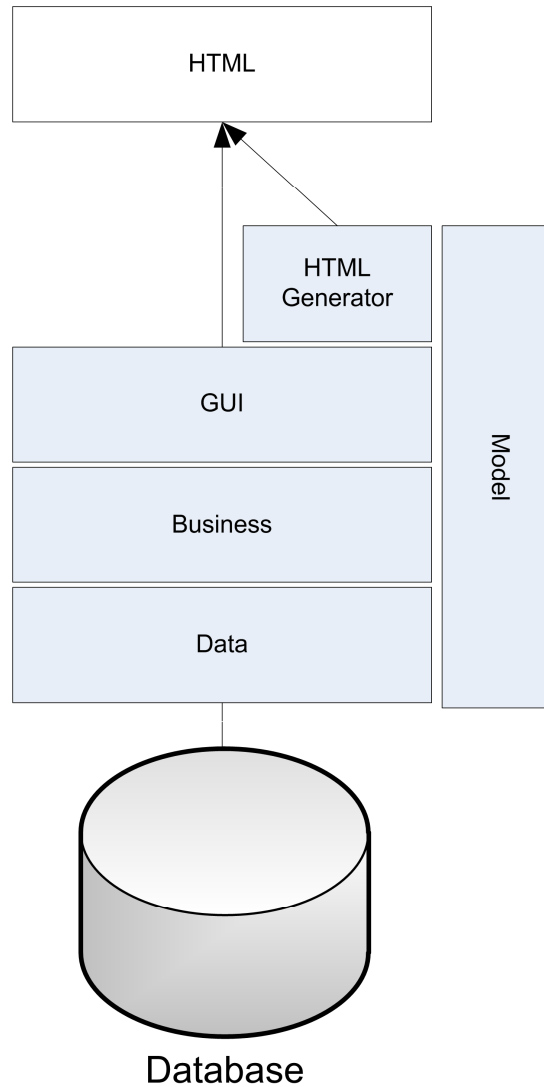 HTML
HTML
Generator
GUI
Model
Business
Data
Database